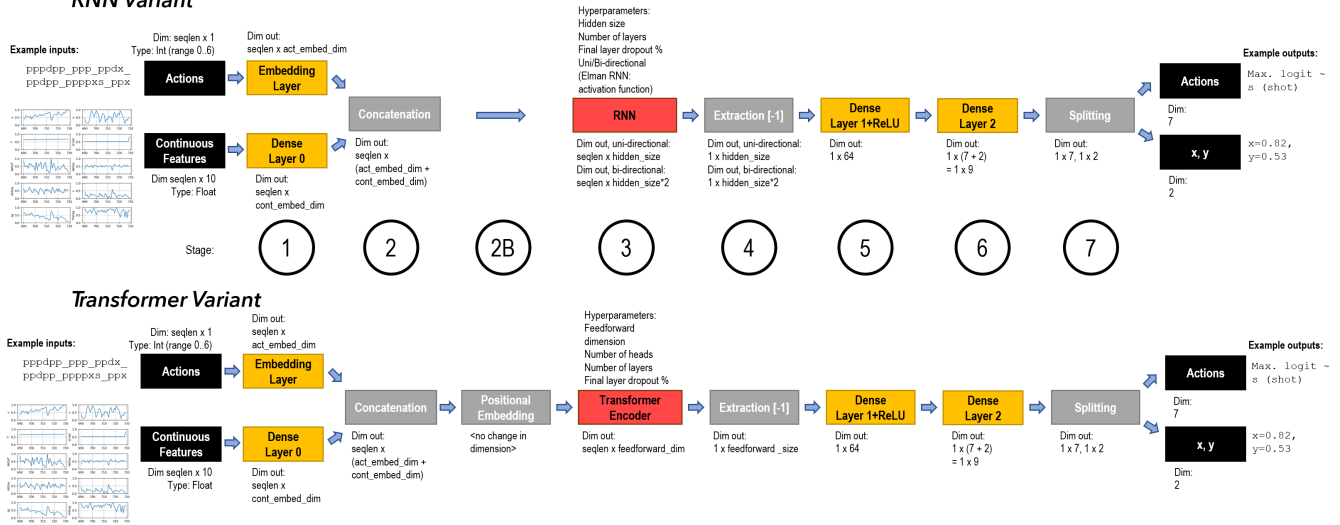 RNN Variant
Example inputs:
pppdpp_ppp_ppdx_
ppdpp_ppppxs_ppx
Dim: seqlen x 1
Type: Int (range 0..6)
Actions
Continuous
Features
Dim seqlen x 10
Type: Float
Dim out:
seqlen x act_embed_dim
Embedding
Layer
Dense
Layer 0
Dim out:
seqlen x
cont_embed_dim
Concatenation
Dim out:
seqlen x
(act_embed_dim +
cont_embed_dim)
Hyperparameters:
Hidden size
Number of layers
Final layer dropout %
Uni/Bi-directional
(Elman RNN:
activation function)
RNN
Dim out, uni-directional:
seqlen x hidden_size
Dim out, bi-directional:
seqlen x hidden_size*2
Extraction [-1]
Dim out, uni-directional:
1 x hidden_size
Dim out, bi-directional:
1 x hidden_size*2
Dense
Layer 1+ReLU
Dim out:
1 x 64
Dense
Layer 2
Dim out:
1 x (7 + 2)
= 1 x 9
Splitting
Dim out:
1 x 7, 1 x 2
Actions
Dim:
7
x, y
Dim:
2
Example outputs:
Max. logit ~
s (shot)
x=0.82,
y=0.53
Stage:
1
2
2B
3
4
5
6
7
Transformer Variant
Example inputs:
pppdpp_ppp_ppdx_
ppdpp_ppppxs_ppx
Dim: seqlen x 1
Type: Int (range 0..6)
Actions
Continuous
Features
Dim seqlen x 10
Type: Float
Dim out:
seqlen x
act_embed_dim
Embedding
Layer
Dense
Layer 0
Dim out:
seqlen x
cont_embed_dim
Concatenation
Dim out:
seqlen x
(act_embed_dim +
cont_embed_dim)
Positional
Embedding
<no change in
dimension>
Hyperparameters:
Feedforward
dimension
Number of heads
Number of layers
Final layer dropout %
Transformer
Encoder
Dim out:
seqlen x feedforward_dim
Extraction [-1]
Dim out:
1 x feedforward _size
Dense
Layer 1+ReLU
Dim out:
1 x 64
Dense
Layer 2
Dim out:
1 x (7 + 2)
= 1 x 9
Splitting
Dim out:
1 x 7, 1 x 2
Actions
Dim:
7
x, y
Dim:
2
Example outputs:
Max. logit ~
s (shot)
x=0.82,
y=0.53